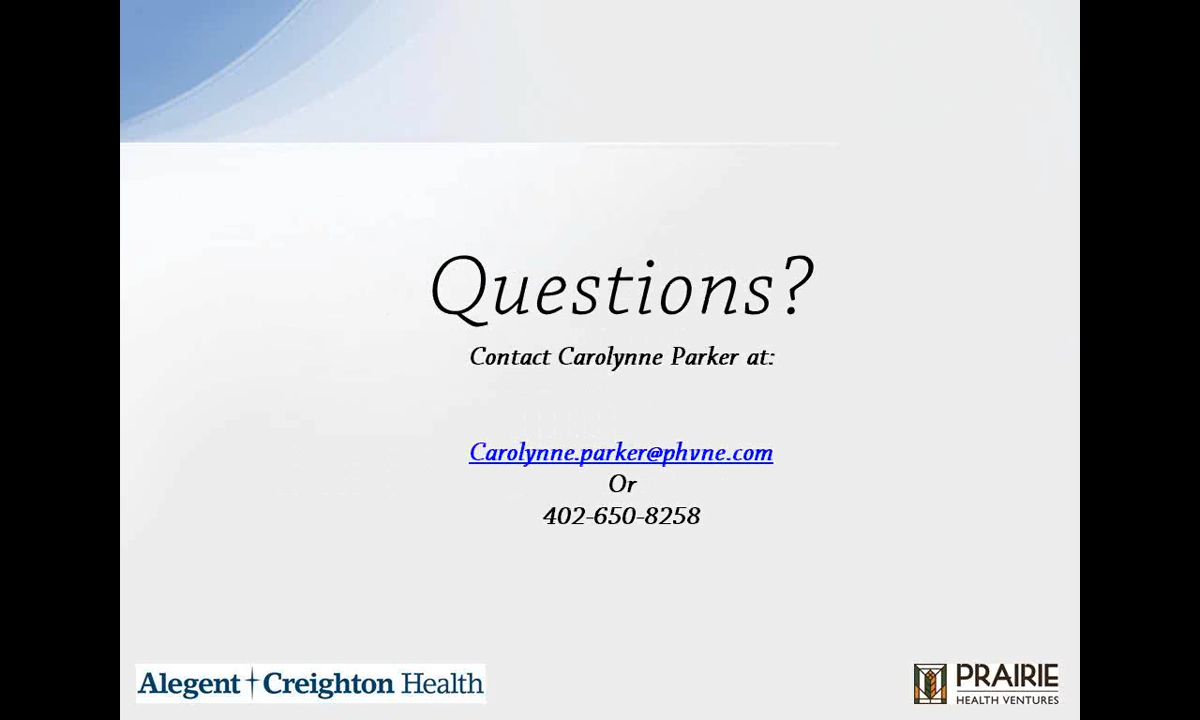 Questions?
Contact Carolynne Parker at:
Carolynne.parker@phvne.com
Or
402-650-8258
Alegent Creighton Health
PRAIRIE
HEALTH VENTURES